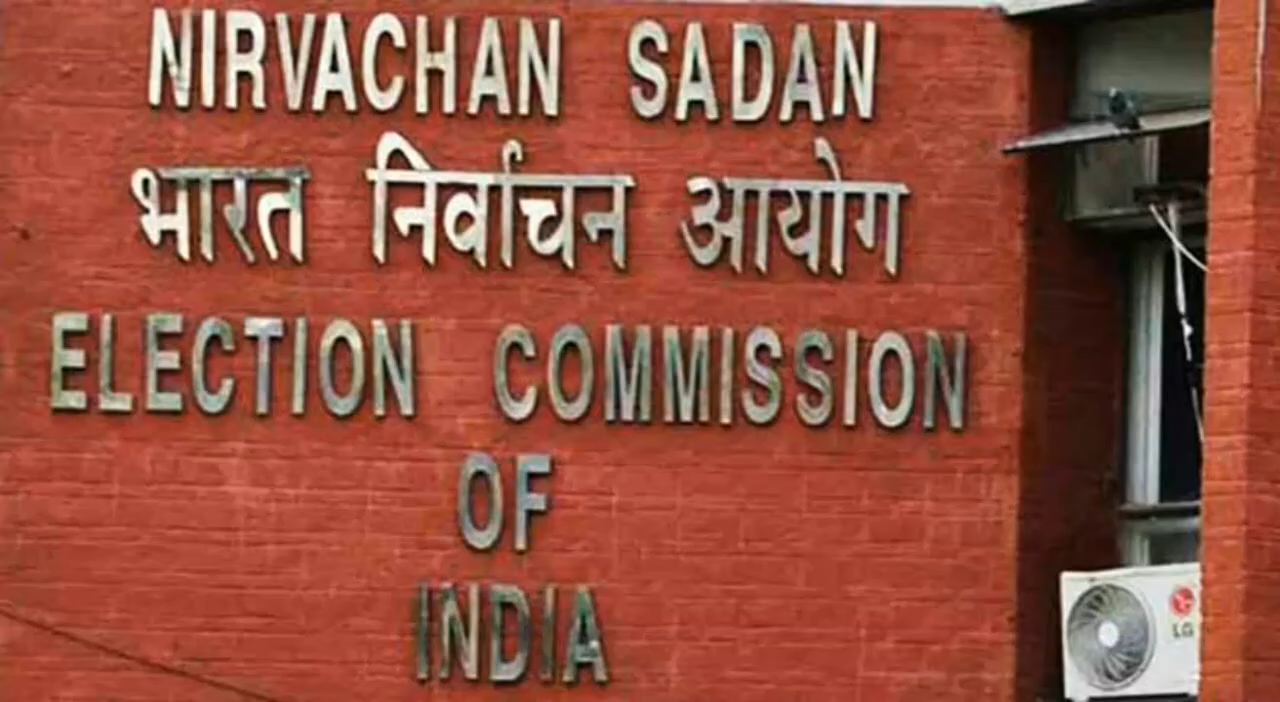 NIRVACHAN SADAN
भारत निर्वाचन आयोग
ELECTION COMMISSION
OF
INDIA
LG